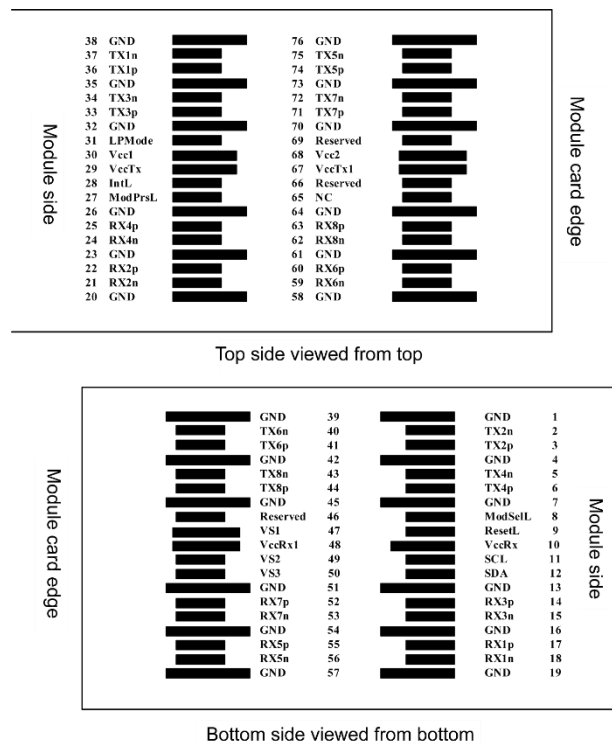 38 GND 76 GND
37 TX1n 75 TX5n
36 TX1p 74 TX5p
35 GND 73 GND
34 TX3n 72 TX7n
33 TX3p 71 TX7p
32 GND 70 GND
31 LPMode 69 Reserved
30 Vcc1 68 Vcc2
29 VccTx 67 VccTx1
28 IntL 66 Reserved
27 ModPrsL 65 NC
26 GND 64 GND
25 RX4p 63 RX8p
24 RX4n 62 RX8n
23 GND 61 GND
22 RX2p 60 RX6p
21 RX2n 59 RX6n
20 GND 58 GND
Module side
Module card edge
Top side viewed from top
GND 39 GND 1
TX6n 40 TX2n 2
TX6p 41 TX2p 3
GND 42 GND 4
TX8n 43 TX4n 5
TX8p 44 TX4p 6
GND 45 GND 7
Reserved 46 ModSelL 8
VS1 47 ResetL 9
VccRx1 48 VccRx 10
VS2 49 SCL 11
VS3 50 SDA 12
GND 51 GND 13
RX7p 52 RX3p 14
RX7n 53 RX3n 15
GND 54 GND 16
RX5p 55 RX1p 17
RX5n 56 RX1n 18
GND 57 GND 19
Module card edge
Module side
Bottom side viewed from bottom